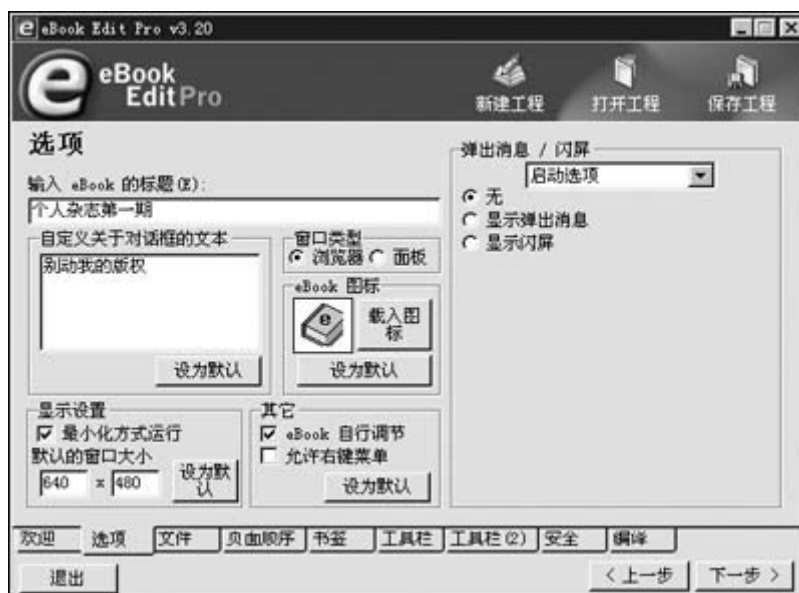 eBook Edit Pro v3.20
eBook
Edit Pro
新建工程
打开工程
保存工程
选项
输入 eBook 的标题(E):
个人杂志第一期
自定义关于对话框的文本
别动我的版权
设为默认
窗口类型
浏览器
面板
eBook 图标
e
载入图
标
设为默认
显示设置
最小化方式运行
默认的窗口大小
640 x 480
设为默
认
其它
eBook 自行调节
允许右键菜单
设为默认
弹出消息 / 闪屏
启动选项
无
显示弹出消息
显示闪屏
欢迎 选项 文件 页面顺序 书签 工具栏 工具栏(2) 安全 编译
退出
< 上一步
下一步 >